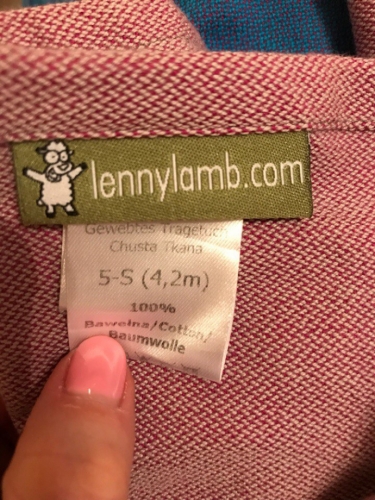 lennylamb.com
Gewebtes Tragetuch
Chusta Tkana
5-S (4,2m)
100%
Bawełna/Cotton/
Baumwolle